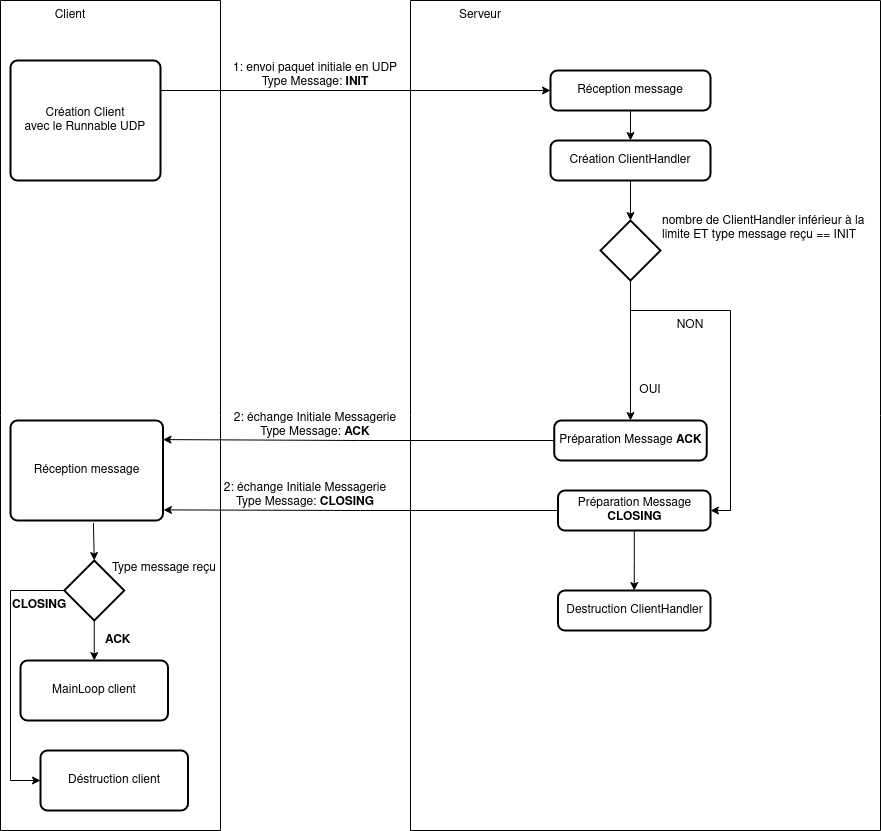 Client
Serveur
1: envoi paquet initiale en UDP
Type Message: INIT
Création Client
avec le Runnable UDP
Réception message
Création ClientHandler
nombre de ClientHandler inférieur à la
limite ET type message reçu == INIT
NON
OUI
2: échange Initiale Messagerie
Type Message: ACK
Préparation Message ACK
Réception message
2: échange Initiale Messagerie
Type Message: CLOSING
Préparation Message
CLOSING
Type message reçu
CLOSING
Destruction ClientHandler
ACK
MainLoop client
Déstruction client